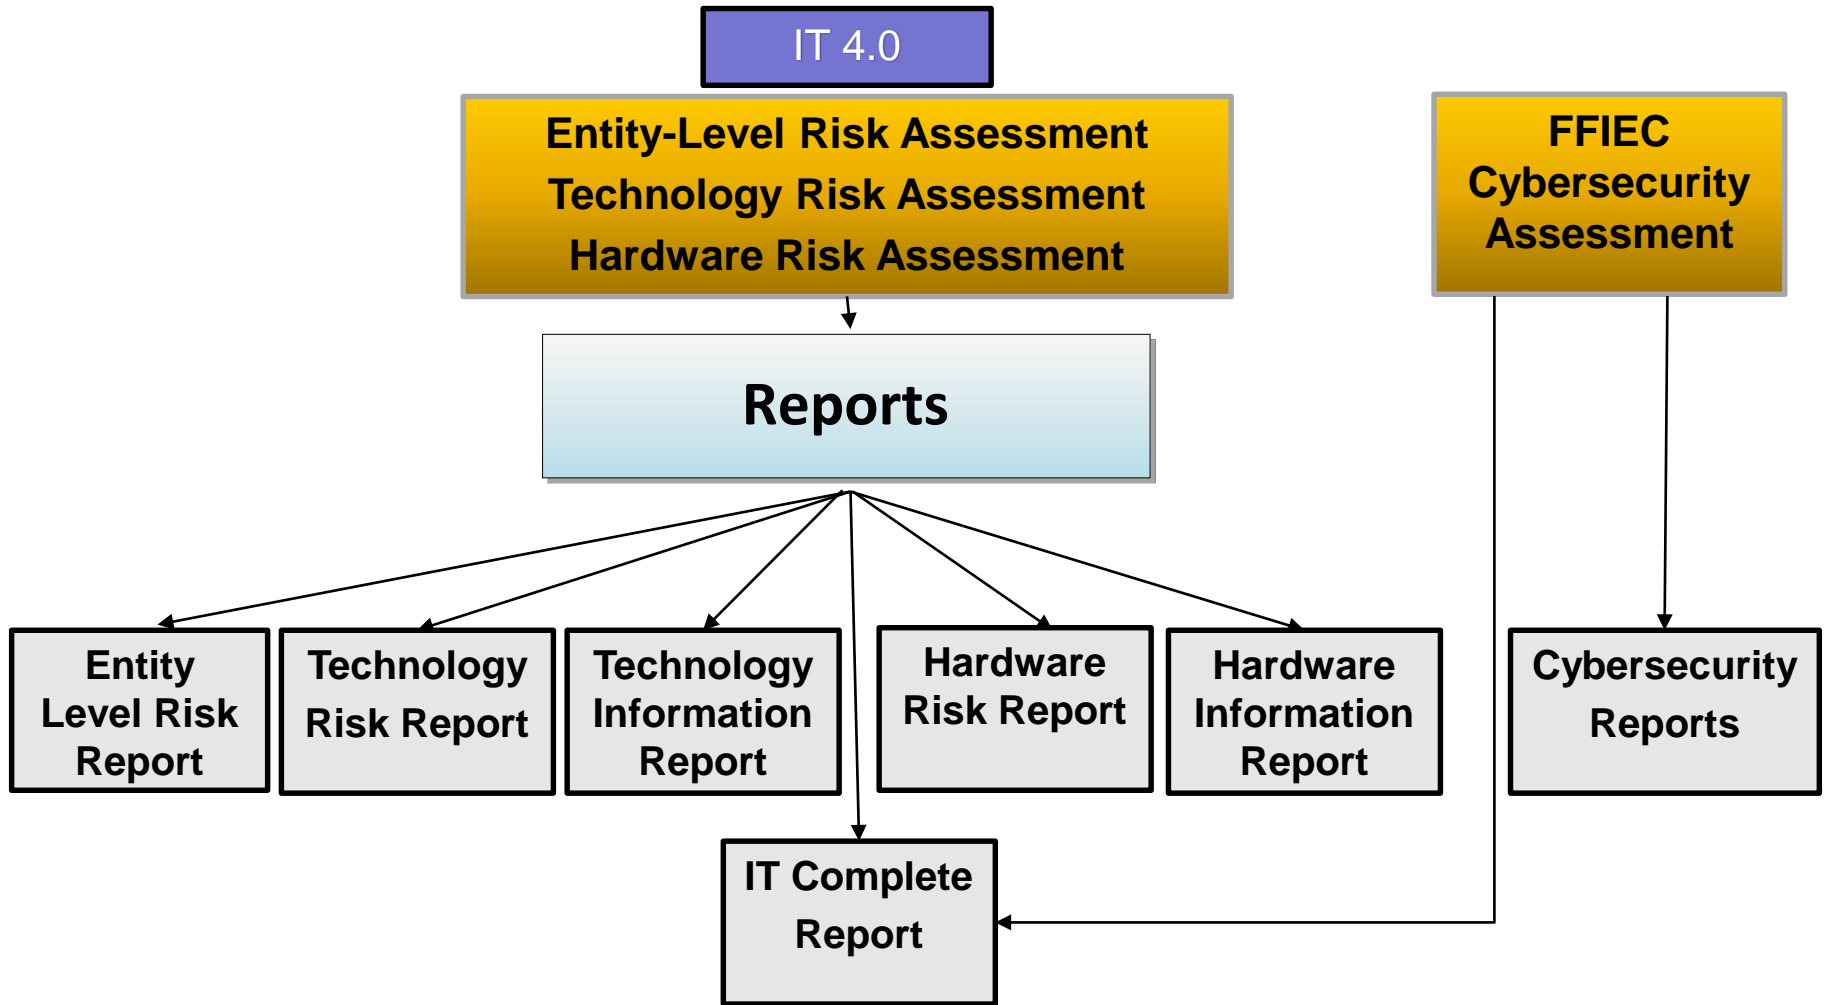 IT 4.0
Entity-Level Risk Assessment
Technology Risk Assessment
Hardware Risk Assessment
FFIEC
Cybersecurity
Assessment
Reports
Entity
Level Risk
Report
Technology
Risk Report
Technology
Information
Report
Hardware
Risk Report
Hardware
Information
Report
Cybersecurity
Reports
IT Complete
Report